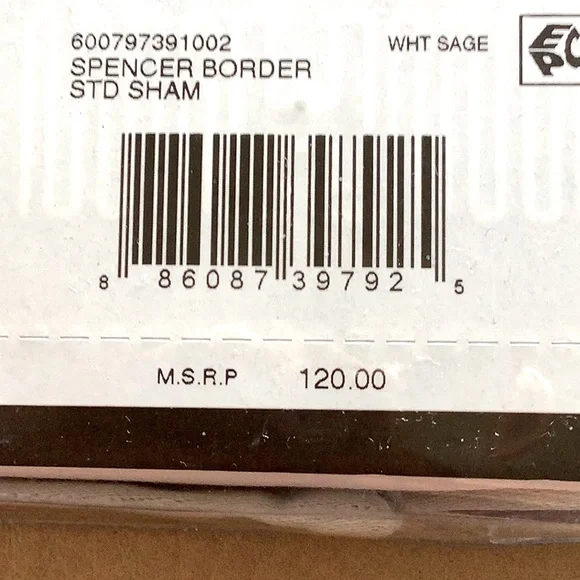 600797391002 WHT SAGE
SPENCER BORDER
STD SHAM
8 86087 39792 5
M.S.R.P 120.00